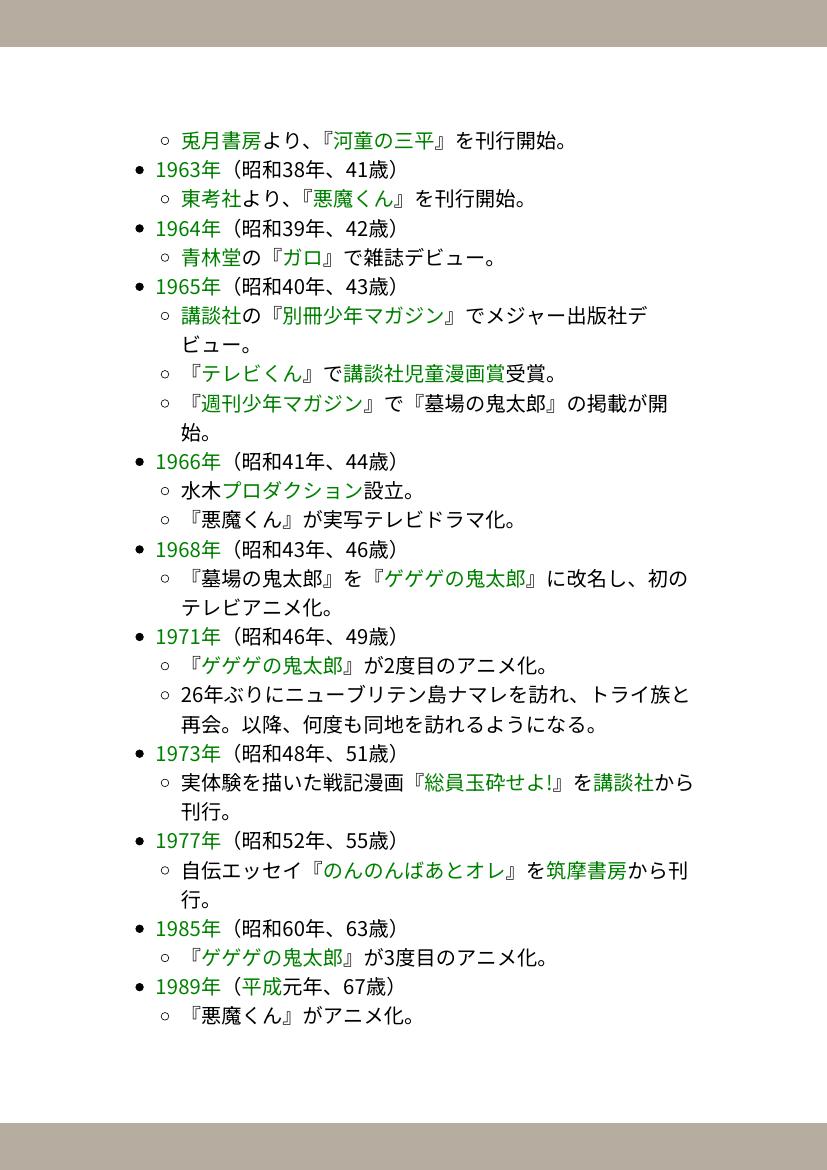 兎月書房より、『河童の三平』を刊行開始。
1963年（昭和38年、41歳）
東考社より、『悪魔くん』を刊行開始。
1964年（昭和39年、42歳）
青林堂の『ガロ』で雑誌デビュー。
1965年（昭和40年、43歳）
講談社の『別冊少年マガジン』でメジャー出版社デ
ビュー。
『テレビくん』で講談社児童漫画賞受賞。
『週刊少年マガジン』で『墓場の鬼太郎』の掲載が開
始。
1966年（昭和41年、44歳）
水木プロダクション設立。
『悪魔くん』が実写テレビドラマ化。
1968年（昭和43年、46歳）
『墓場の鬼太郎』を『ゲゲゲの鬼太郎』に改名し、初の
テレビアニメ化。
1971年（昭和46年、49歳）
『ゲゲゲの鬼太郎』が2度目のアニメ化。
26年ぶりにニューブリテン島ナマレを訪れ、トライ族と
再会。以降、何度も同地を訪れるようになる。
1973年（昭和48年、51歳）
実体験を描いた戦記漫画『総員玉砕せよ!』を講談社から
刊行。
1977年（昭和52年、55歳）
自伝エッセイ『のんのんばあとオレ』を筑摩書房から刊
行。
1985年（昭和60年、63歳）
『ゲゲゲの鬼太郎』が3度目のアニメ化。
1989年（平成元年、67歳）
『悪魔くん』がアニメ化。